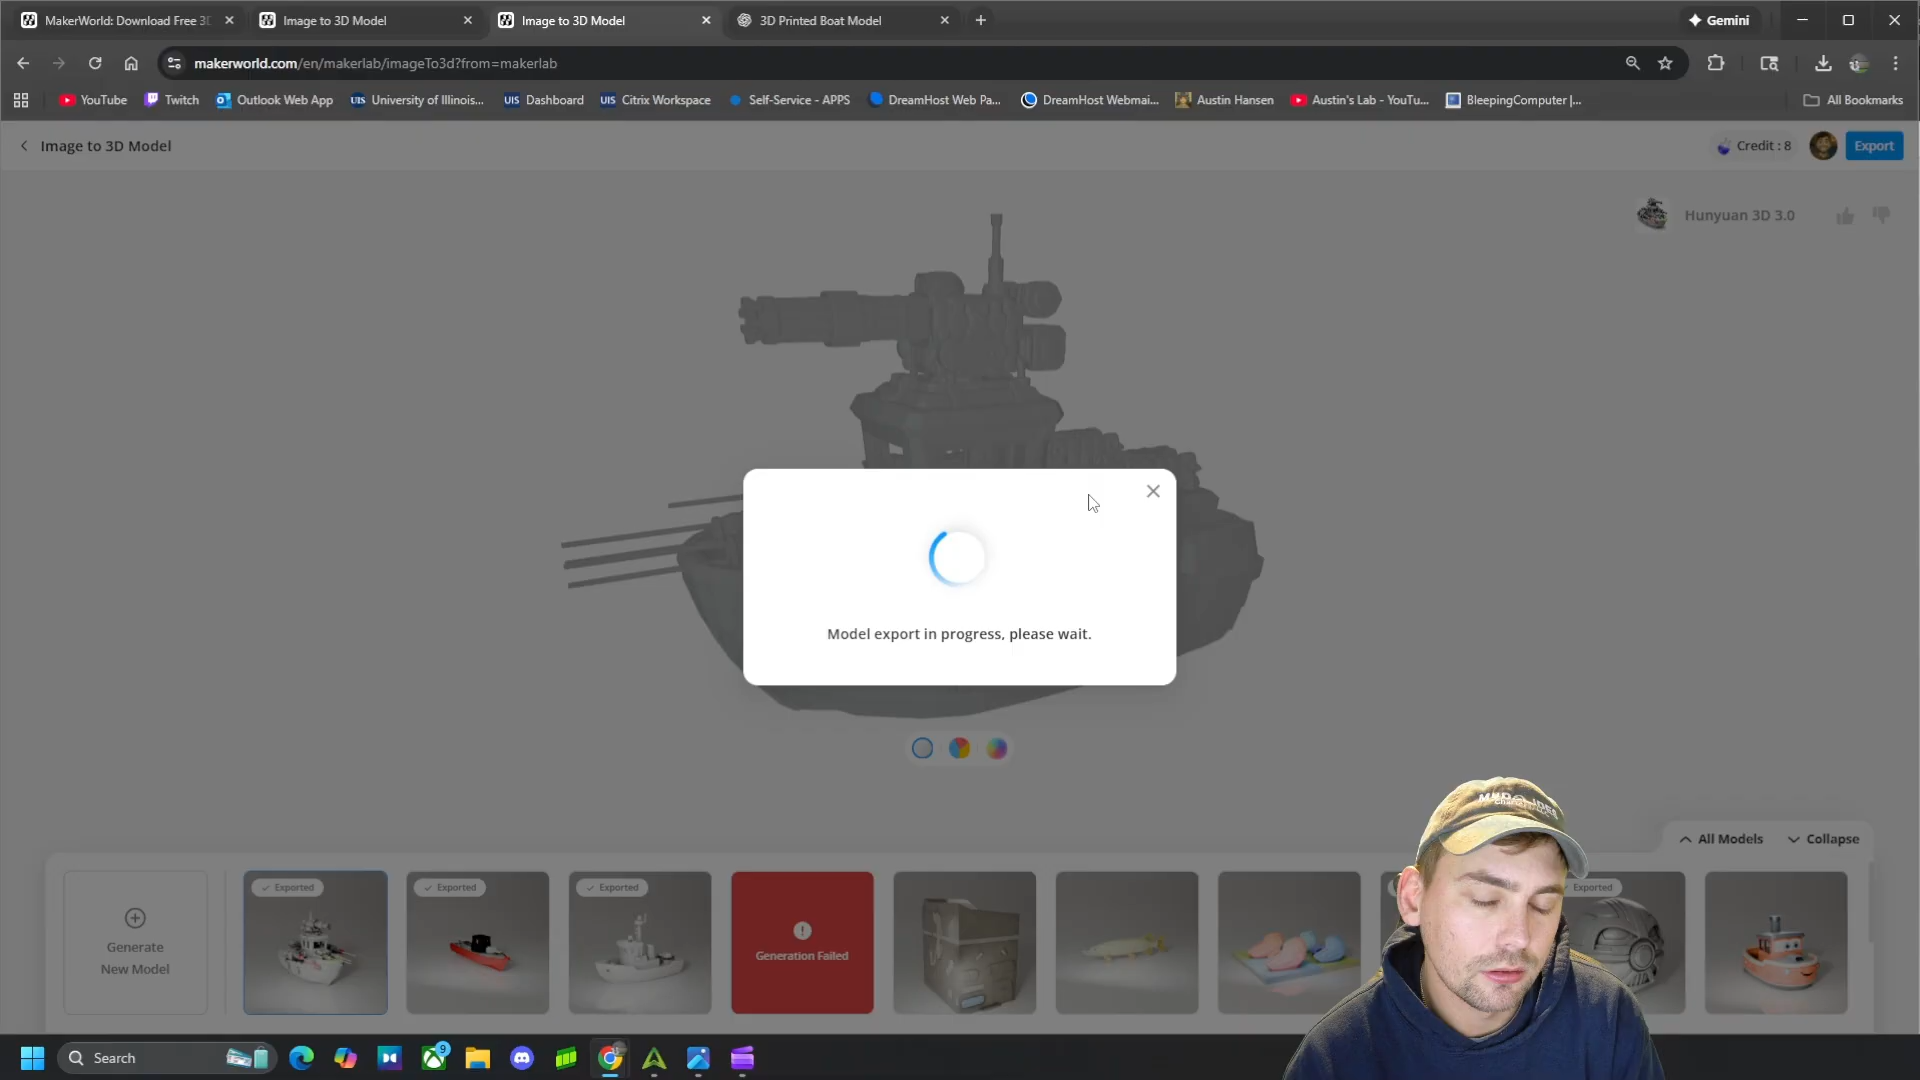 MakerWorld: Download Free 3D
Image to 3D Model
Image to 3D Model
3D Printed Boat Model
Gemini
makerworld.com/en/makerlab/imageTo3d?from=makerlab
YouTube
Twitch
Outlook Web App
UIS University of Illinois...
UIS Dashboard
UIS Citrix Workspace
Self-Service - APPS
DreamHost Web Pa...
DreamHost Webmai...
Austin Hansen
Austin's Lab - YouTu...
BleepingComputer |...
All Bookmarks
Image to 3D Model
Credit : 8
Export
Hunyuan 3D 3.0
Model export in progress, please wait.
All Models
Collapse
Generate
New Model
Exported
Exported
Exported
Generation Failed
Exported
Search
9